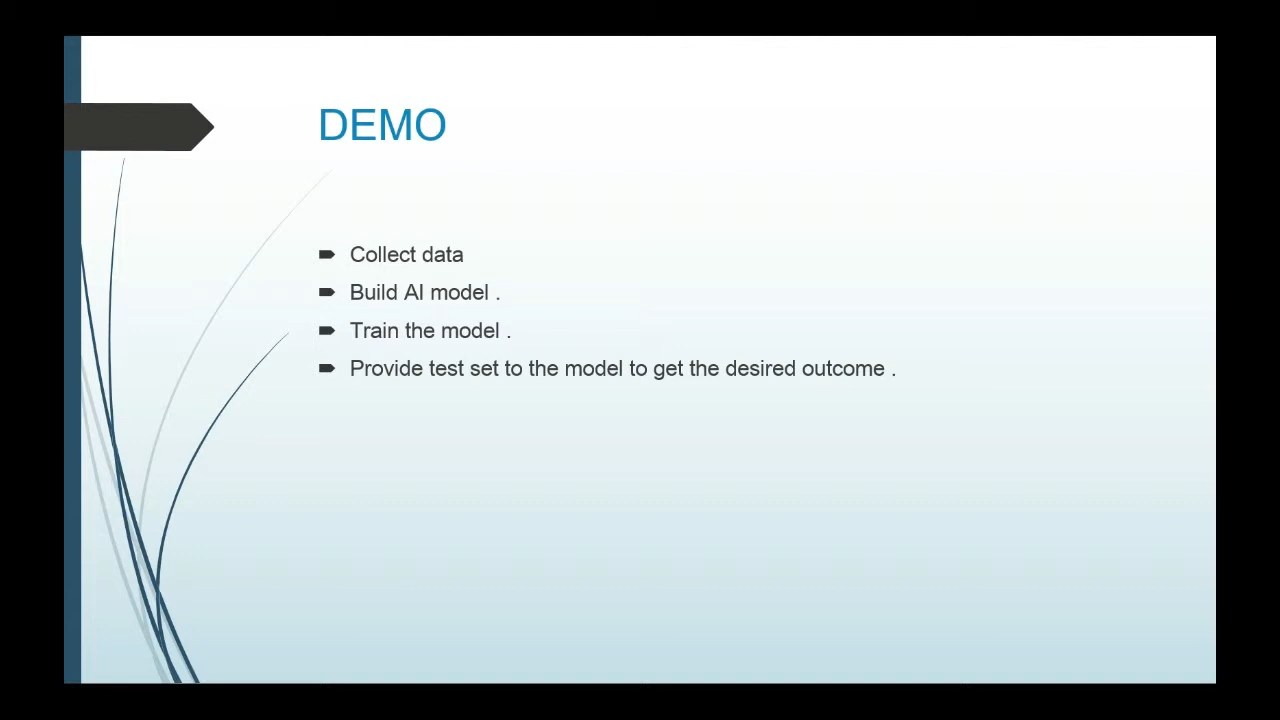 DEMO
Collect data
Build AI model .
Train the model .
Provide test set to the model to get the desired outcome .